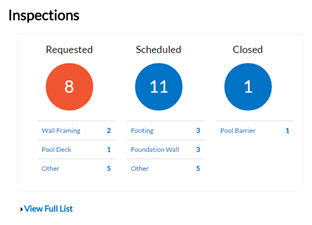 Inspections
Requested Scheduled Closed
8 11 1
Wall Framing 2 Footing 3 Pool Barrier 1
Pool Deck 1 Foundation Wall 3
Other 5 Other 5
View Full List